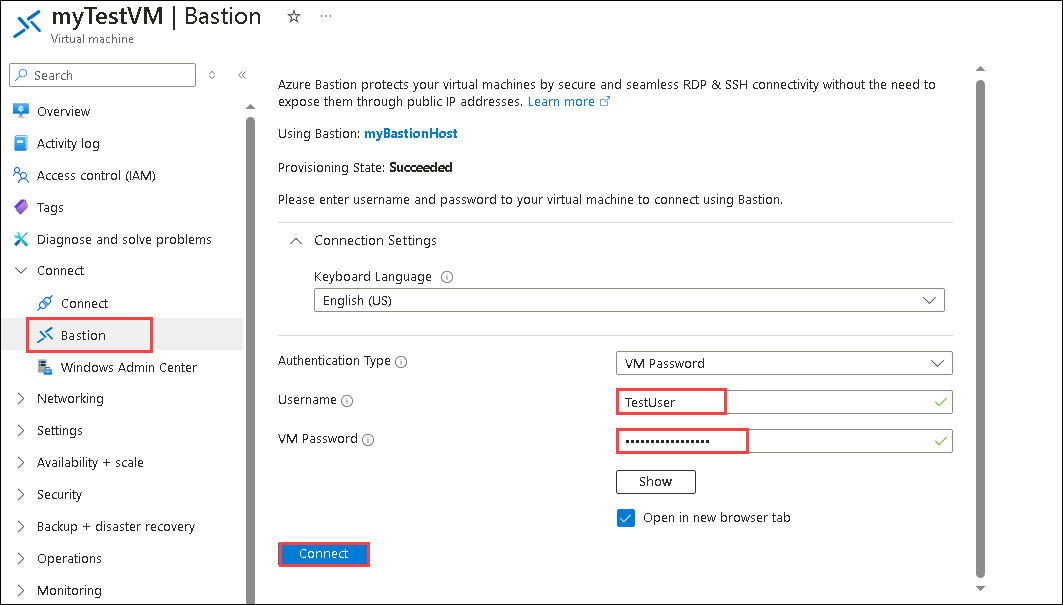 myTestVM | Bastion
Virtual machine
Search
Overview
Activity log
Access control (IAM)
Tags
Diagnose and solve problems
Connect
Connect
Bastion
Windows Admin Center
Networking
Settings
Availability + scale
Security
Backup + disaster recovery
Operations
Monitoring
Azure Bastion protects your virtual machines by secure and seamless RDP & SSH connectivity without the need to
expose them through public IP addresses. Learn more
Using Bastion: myBastionHost
Provisioning State: Succeeded
Please enter username and password to your virtual machine to connect using Bastion.
Connection Settings
Keyboard Language
English (US)
Authentication Type
VM Password
Username
TestUser
VM Password
•••••••••••••••••
Show
Open in new browser tab
Connect